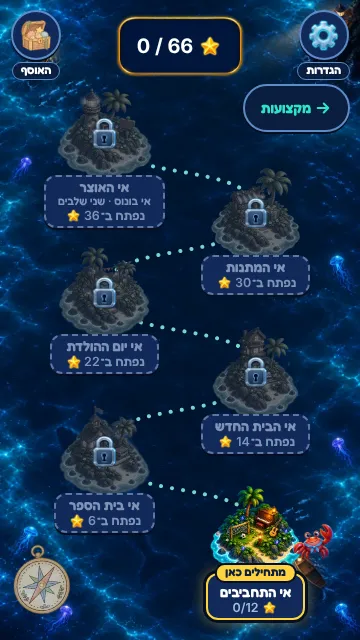 0 / 66
האוסף
הגדרות
מקצועות →
אי האוצר
אי בונוס · שני שלבים
נפתח ב־36
אי המתנות
נפתח ב־30
אי יום ההולדת
נפתח ב־22
אי הבית החדש
נפתח ב־14
אי בית הספר
נפתח ב־6
מתחילים כאן
אי התחביבים
0/12